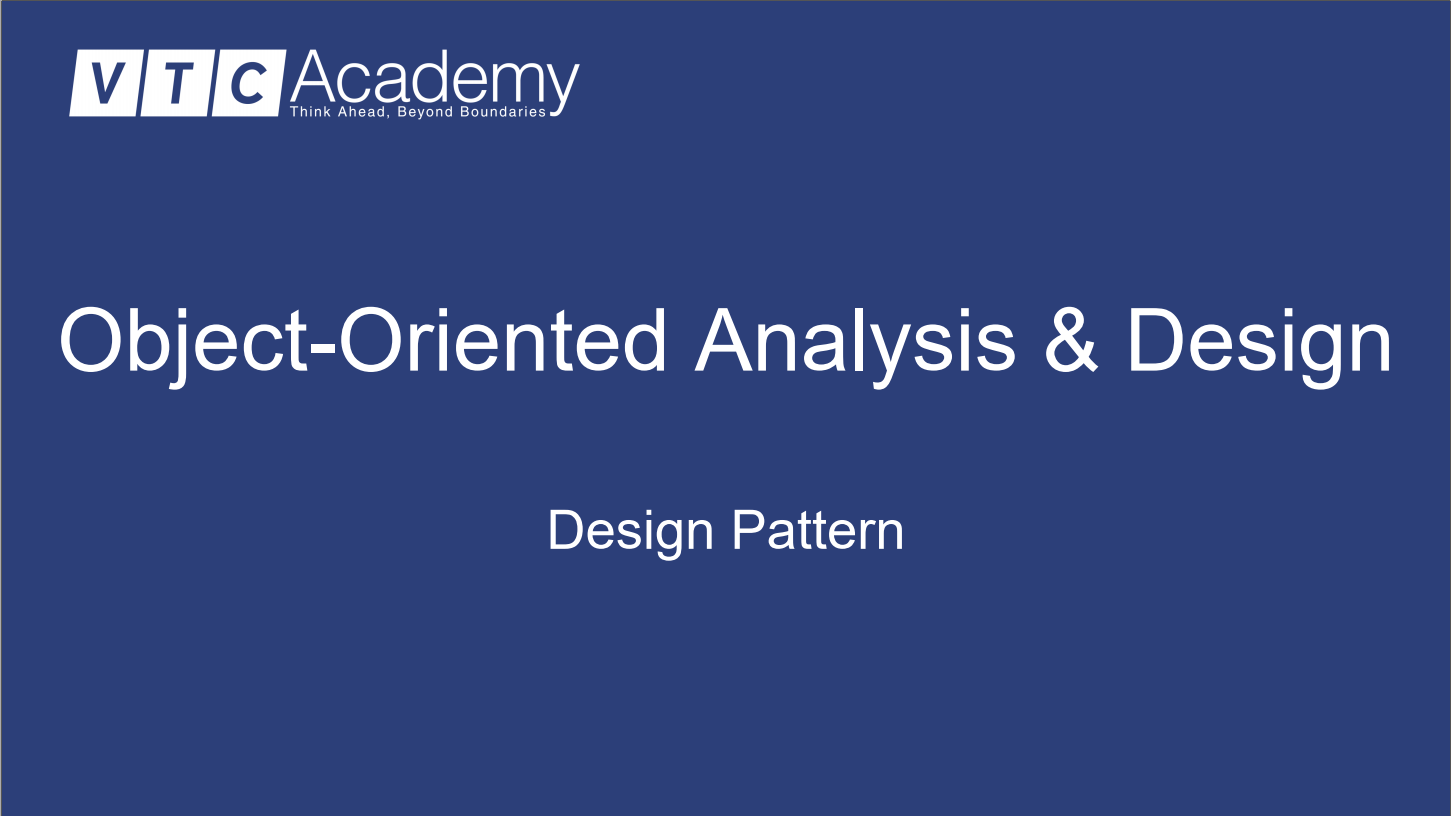 VTC Academy
Think Ahead, Beyond Boundaries
Object-Oriented Analysis & Design
Design Pattern